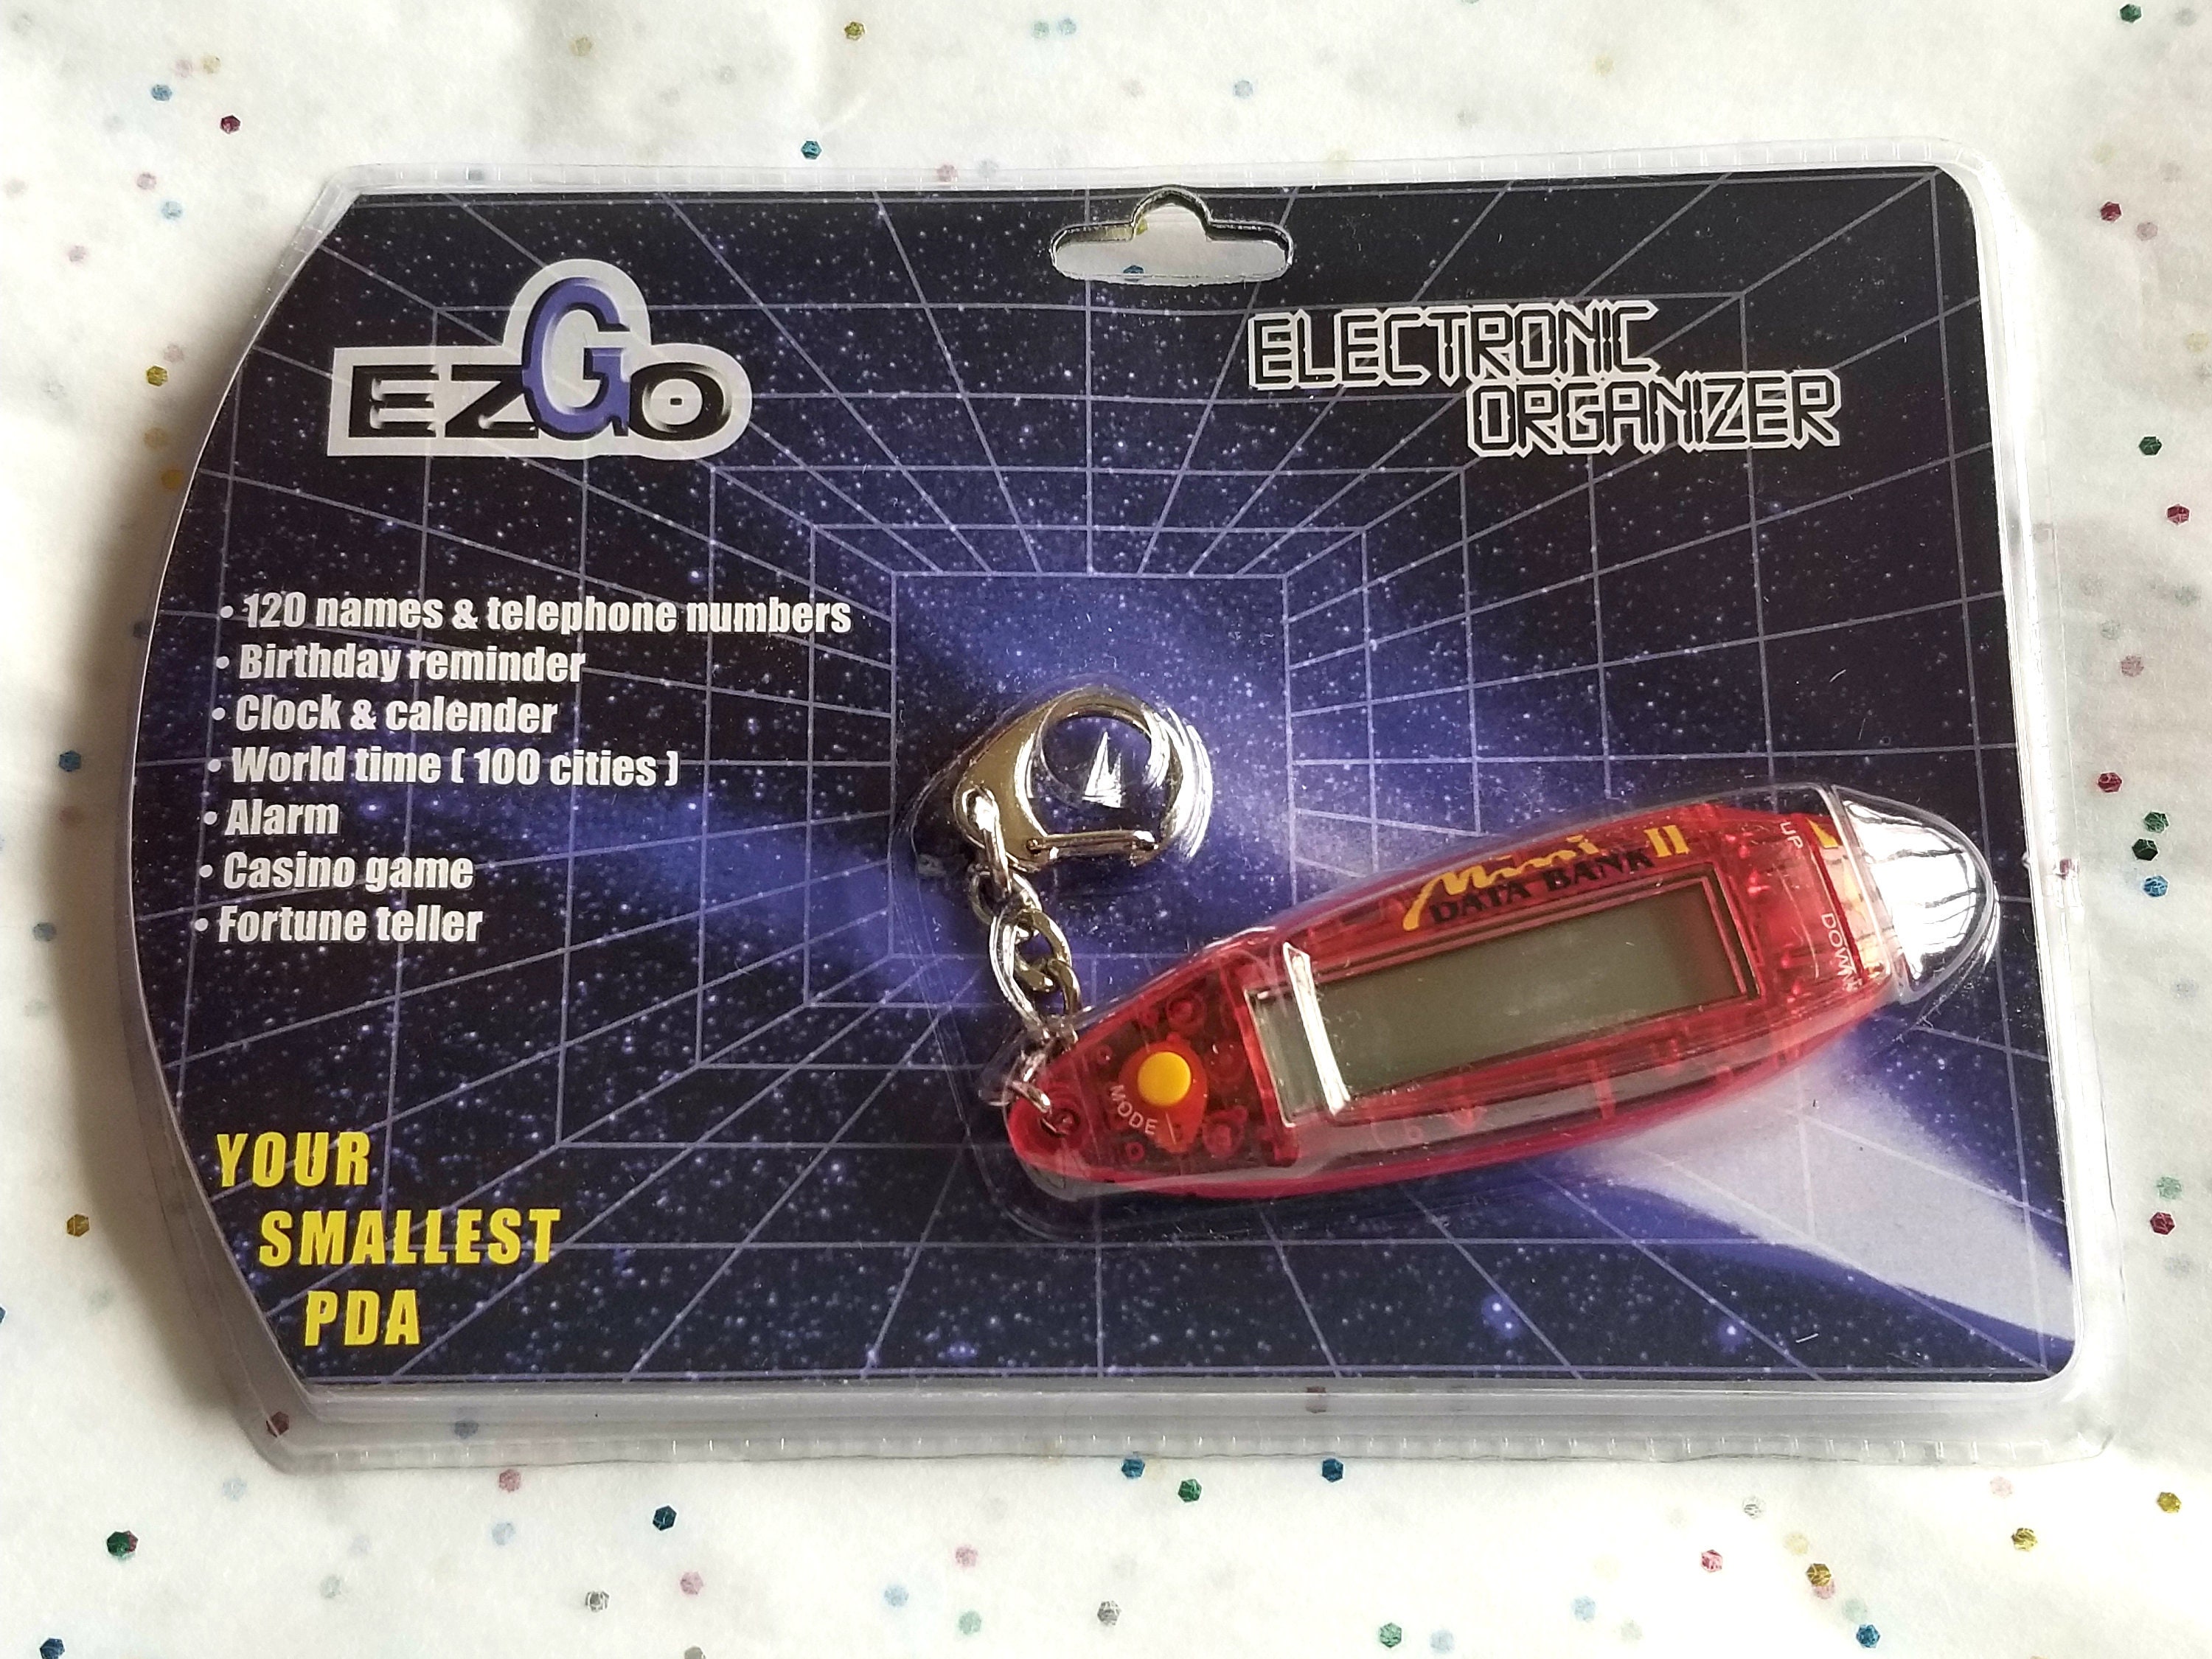 EZGO
ELECTRONIC
ORGANIZER
• 120 names & telephone numbers
• Birthday reminder
• Clock & calender
• World time [ 100 cities ]
• Alarm
• Casino game
• Fortune teller
YOUR
SMALLEST
PDA
Mini II
DATA BANK
UP
DOWN
MODE